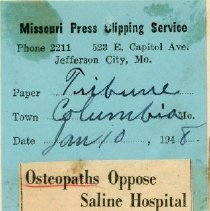 Missouri Press Clipping Service
Phone 2211 523 E. Capitol Ave.
Jefferson City, Mo.
Paper Tribune
Town Columbia Mo.
Date Jan 10, 1948
Osteopaths Oppose
Saline Hospital